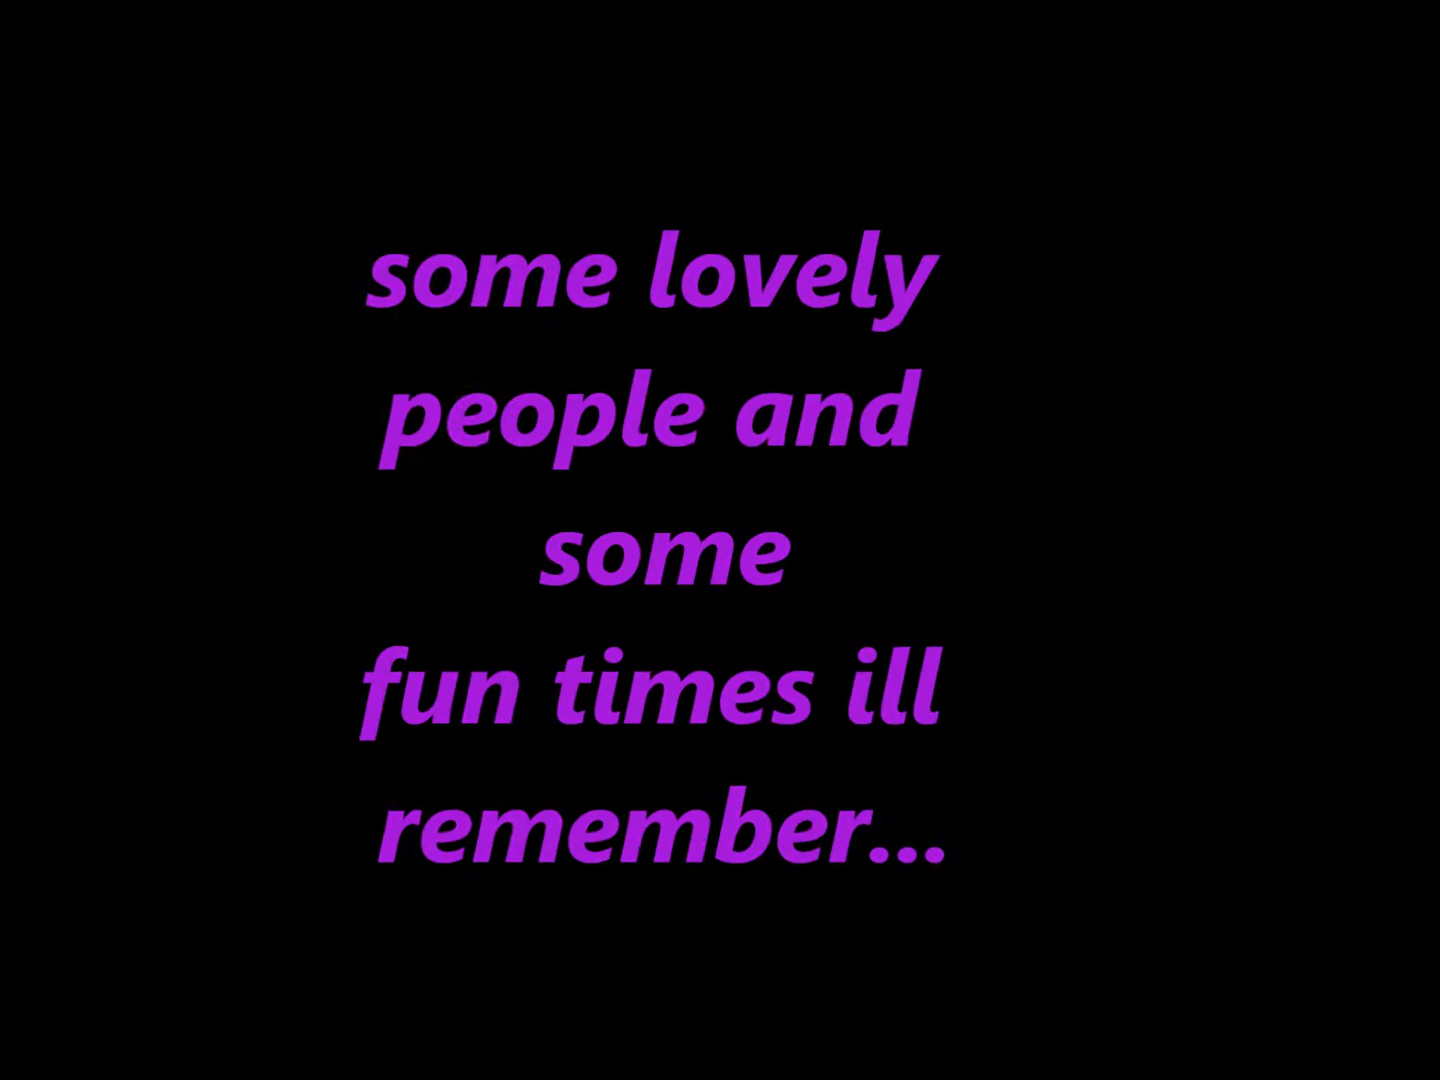 some lovely
people and
some
fun times ill
remember...